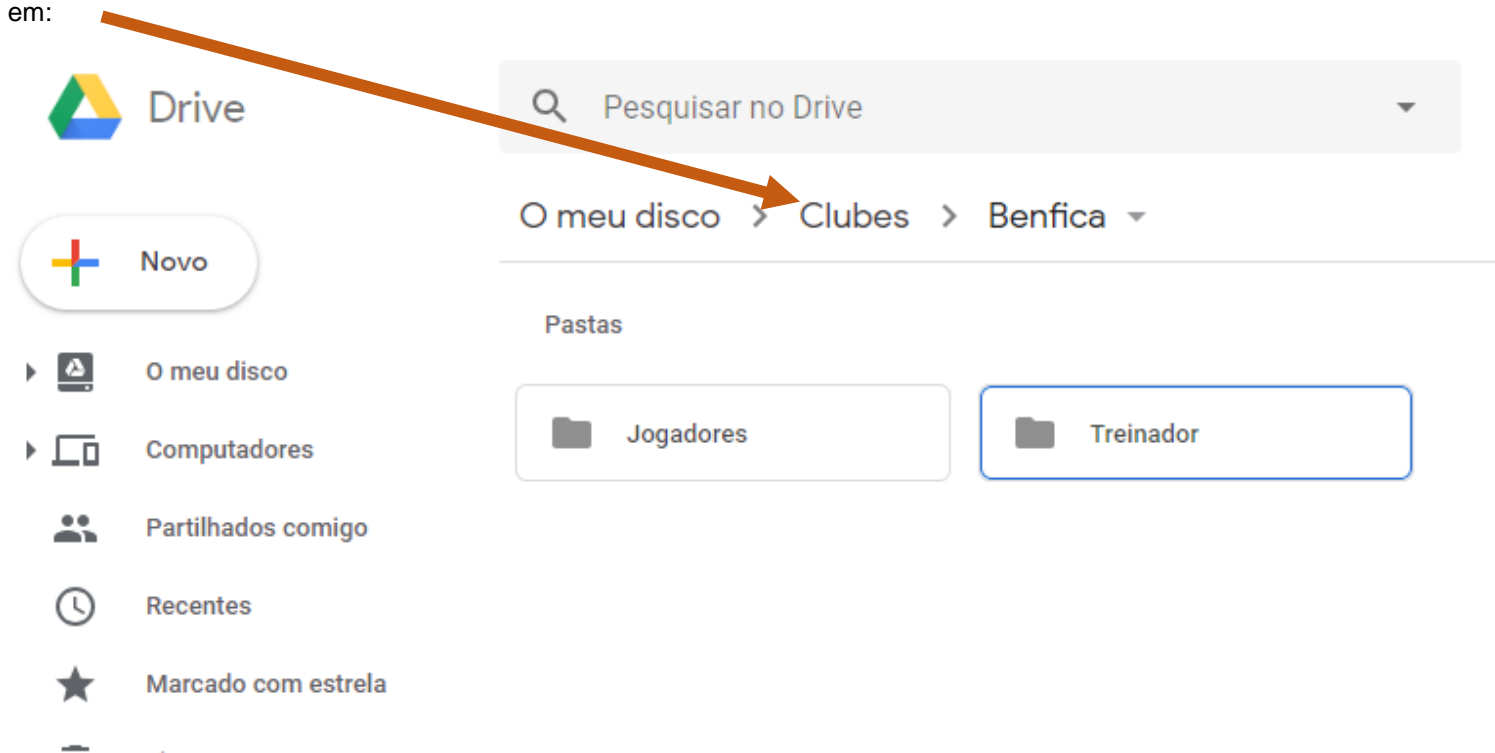 em:
Drive
Pesquisar no Drive
O meu disco > Clubes > Benfica
Novo
Pastas
O meu disco
Jogadores
Treinador
Computadores
Partilhados comigo
Recentes
Marcado com estrela